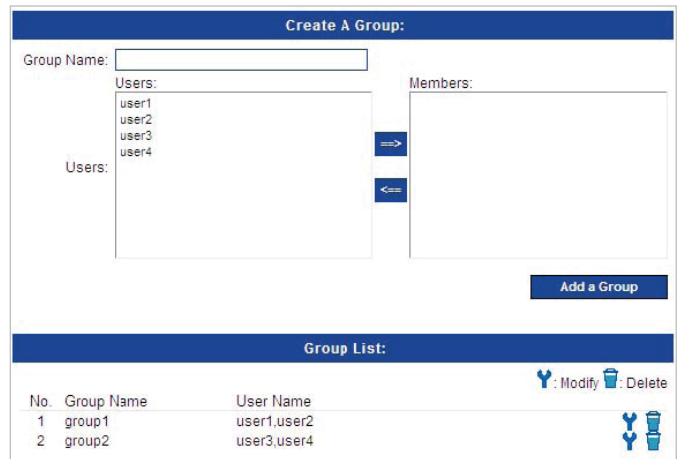 Create A Group:
Group Name:
Users: Members:
user1
user2
user3
user4
==>
Users:
<==
Add a Group
Group List:
: Modify : Delete
No. Group Name User Name
1 group1 user1,user2
2 group2 user3,user4